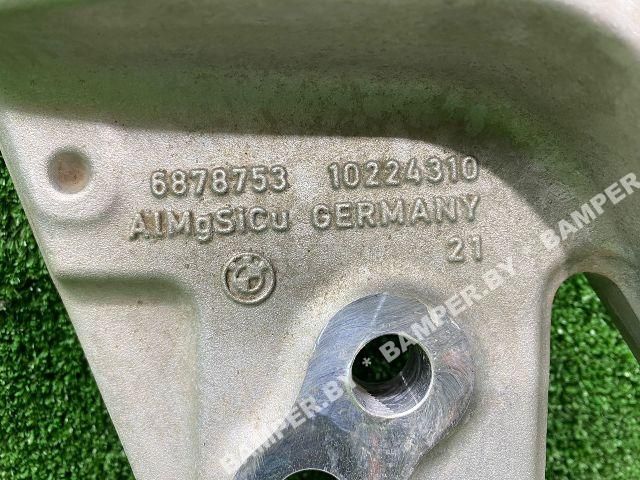 6878753 10224310
AlMgSiCu GERMANY
21
BAMPER.BY * BAMPER.BY * BAMPER